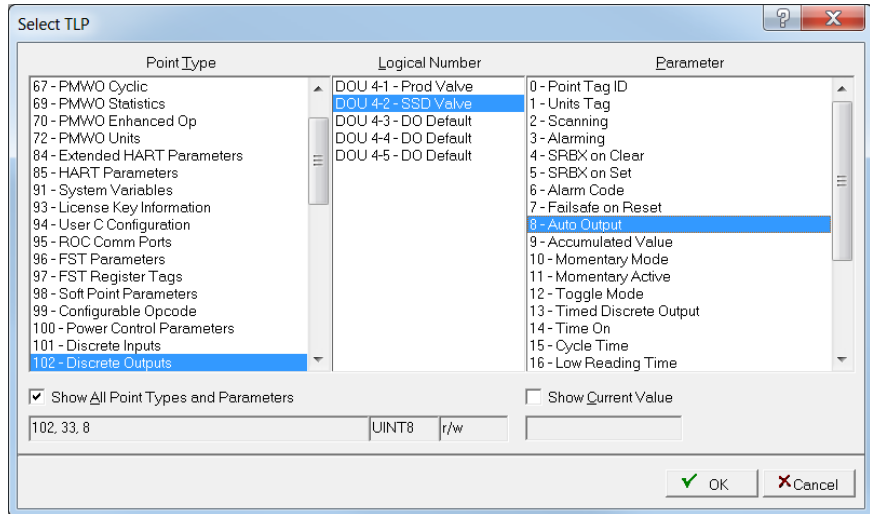 Select TLP
?
X
Point Type
67 - PMWO Cyclic
69 - PMWO Statistics
70 - PMWO Enhanced Op
72 - PMWO Units
84 - Extended HART Parameters
85 - HART Parameters
91 - System Variables
93 - License Key Information
94 - User C Configuration
95 - ROC Comm Ports
96 - FST Parameters
97 - FST Register Tags
98 - Soft Point Parameters
99 - Configurable Opcode
100 - Power Control Parameters
101 - Discrete Inputs
102 - Discrete Outputs
Logical Number
DOU 4-1 - Prod Valve
DOU 4-2 - SSD Valve
DOU 4-3 - DO Default
DOU 4-4 - DO Default
DOU 4-5 - DO Default
Parameter
0 - Point Tag ID
1 - Units Tag
2 - Scanning
3 - Alarming
4 - SRBX on Clear
5 - SRBX on Set
6 - Alarm Code
7 - Failsafe on Reset
8 - Auto Output
9 - Accumulated Value
10 - Momentary Mode
11 - Momentary Active
12 - Toggle Mode
13 - Timed Discrete Output
14 - Time On
15 - Cycle Time
16 - Low Reading Time
Show All Point Types and Parameters
Show Current Value
102, 33, 8
UINT8
r/w
OK
Cancel